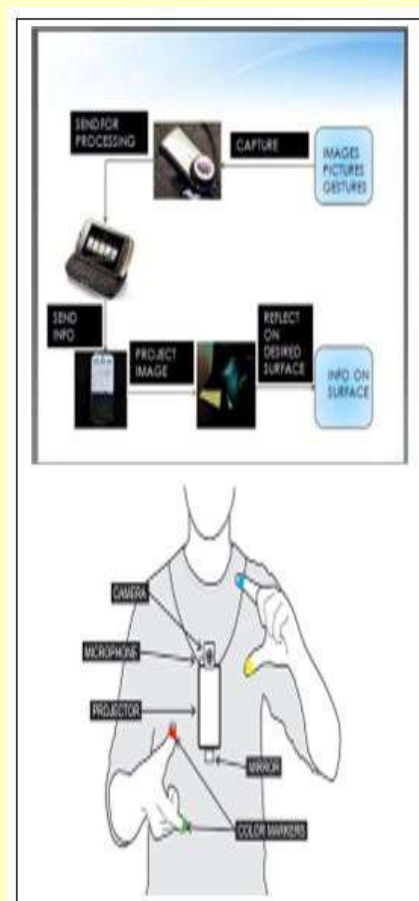 SEND FOR
PROCESSING
CAPTURE
IMAGES
PICTURES
GESTURES
SEND
INFO
PROJECT
IMAGE
REFLECT
ON
DESIRED
SURFACE
INFO ON
SURFACE
CAMERA
MICROPHONE
PROJECTOR
MIRROR
COLOR MARKERS